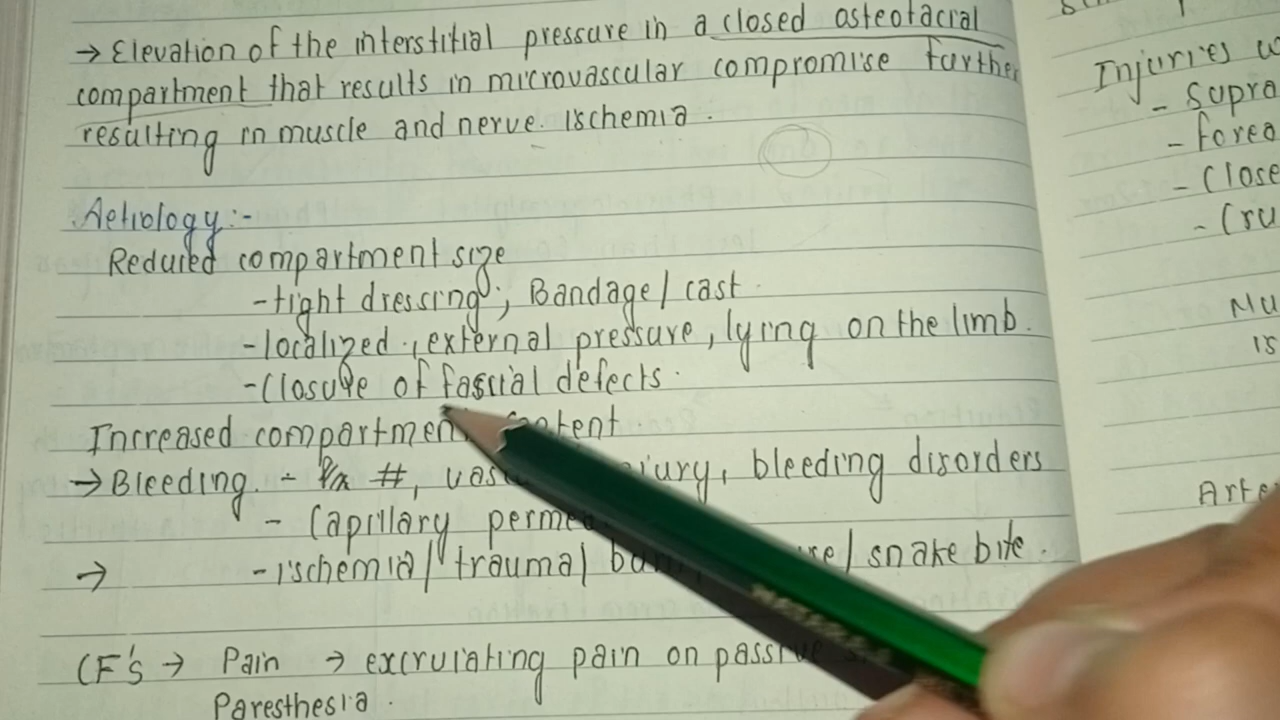 → Elevation of the interstitial pressure in a closed osteofacial
compartment that results in microvascular compromise further
resulting in muscle and nerve ischemia.
Aetiology:-
Reduced compartment size
- tight dressing, Bandage/cast
- localized, external pressure, lying on the limb.
- Closure of fascial defects.
Increased compartment content
→ Bleeding - #, injury, bleeding disorders
- Capillary
→ - ischemia/trauma/ /snake bite.
CF's → Pain → excruciating pain on passive
Paresthesia.
Injuries
- Supra
- Forea
- Close
- Cru
Mu
is
Arte